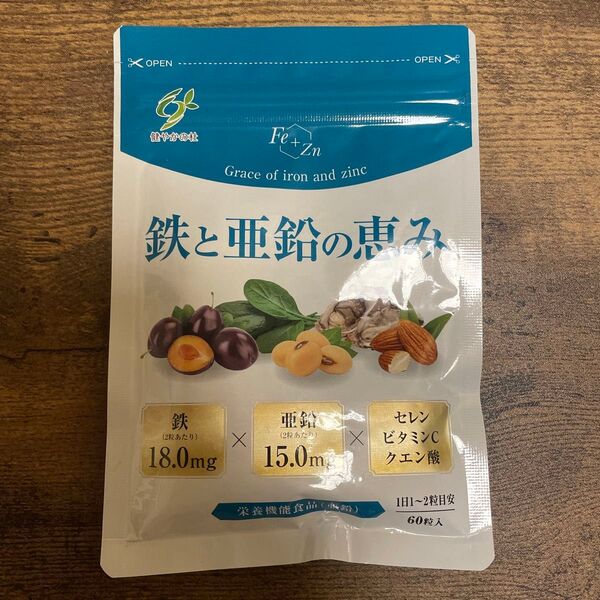 OPEN
OPEN
健やかの杜
Fe+Zn
Grace of iron and zinc
鉄と亜鉛の恵み
鉄
(2粒あたり)
18.0mg
×
亜鉛
(2粒あたり)
15.0mg
×
セレン
ビタミンC
クエン酸
栄養機能食品(亜鉛)
1日1~2粒目安
60粒入